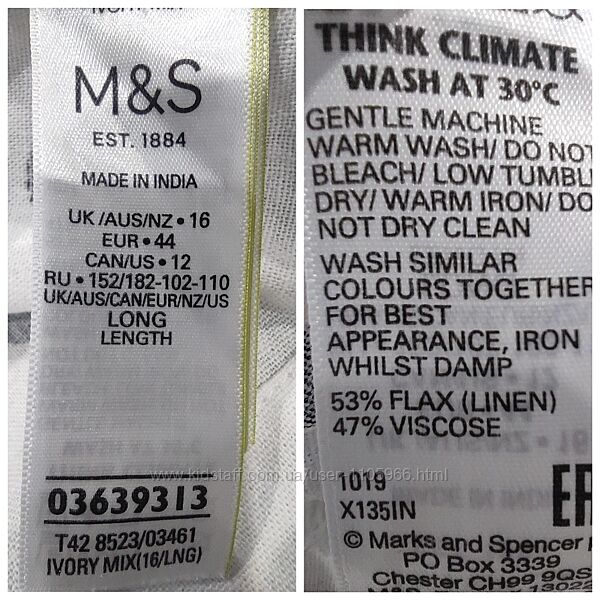 M&S
EST. 1884
MADE IN INDIA
UK/AUS/NZ • 16
EUR • 44
CAN/US • 12
RU • 152/182-102-110
UK/AUS/CAN/EUR/NZ/US
LONG
LENGTH
03639313
T42 8523/03461
IVORY MIX(16/LNG)
THINK CLIMATE
WASH AT 30°C
GENTLE MACHINE
WARM WASH/ DO NOT
BLEACH/ LOW TUMBL
DRY/ WARM IRON/ DO
NOT DRY CLEAN
WASH SIMILAR
COLOURS TOGETHER
FOR BEST
APPEARANCE, IRON
WHILST DAMP
53% FLAX (LINEN)
47% VISCOSE
1019
X135IN
© Marks and Spencer
PO Box 3339
Chester CH99 9QS
kidstaff.com.ua/user-1105966.html